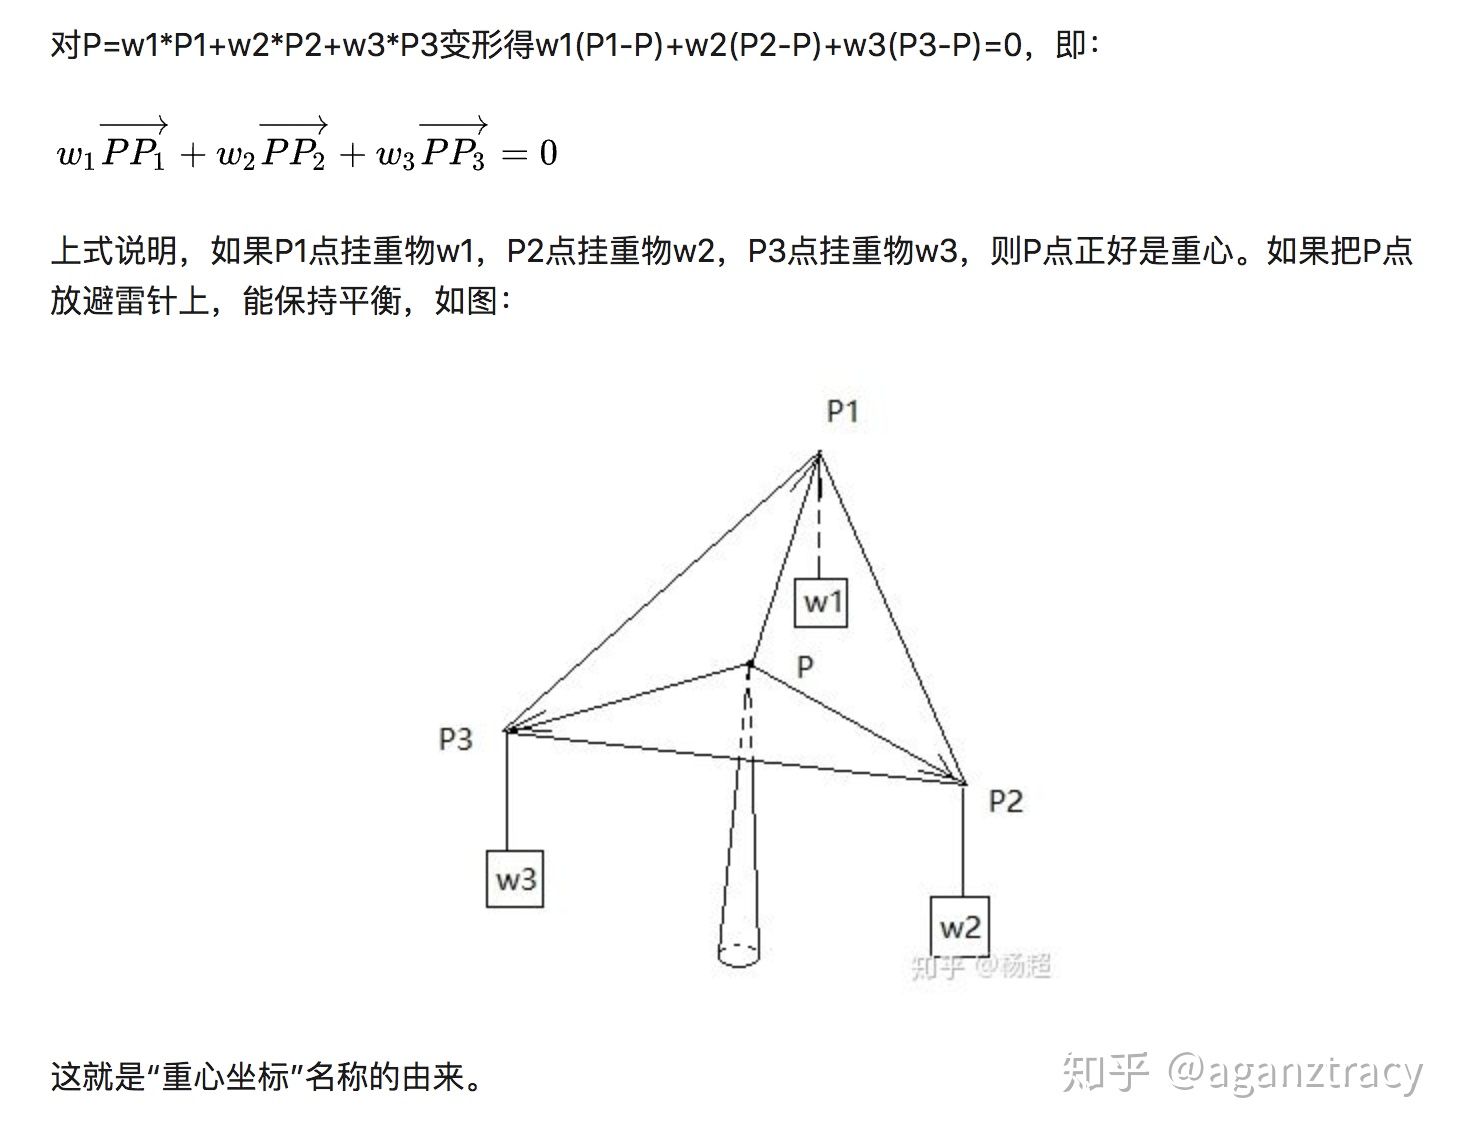 对P=w1*P1+w2*P2+w3*P3变形得w1(P1-P)+w2(P2-P)+w3(P3-P)=0，即：
$w_1\overrightarrow{PP_1} + w_2\overrightarrow{PP_2} + w_3\overrightarrow{PP_3} = 0$
上式说明，如果P1点挂重物w1，P2点挂重物w2，P3点挂重物w3，则P点正好是重心。如果把P点
放避雷针上，能保持平衡，如图：
P1
w1
P
P3
P2
w3
w2
知乎 @杨超
这就是“重心坐标”名称的由来。
知乎 @aganztracy